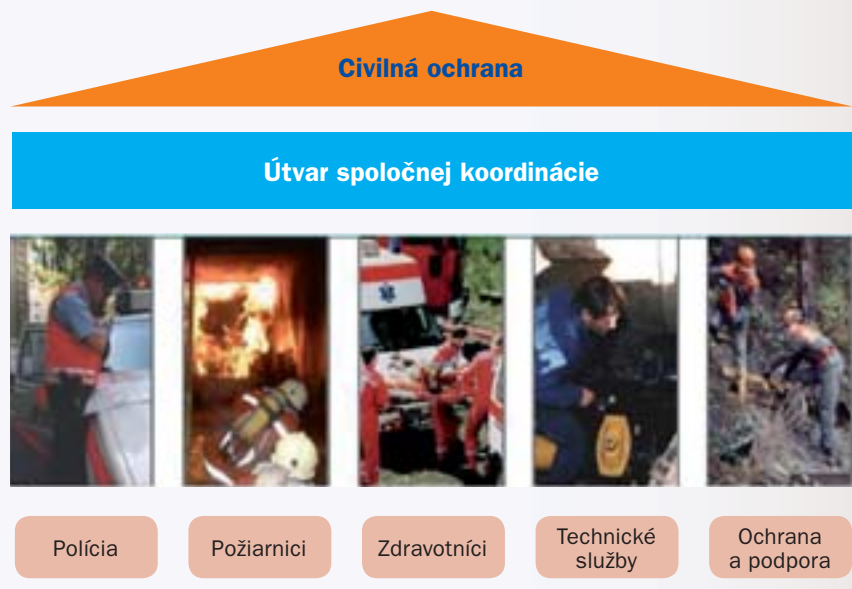 Civilná ochrana
Útvar spoločnej koordinácie
Polícia
Požiarnici
Zdravotníci
Technické
služby
Ochrana
a podpora